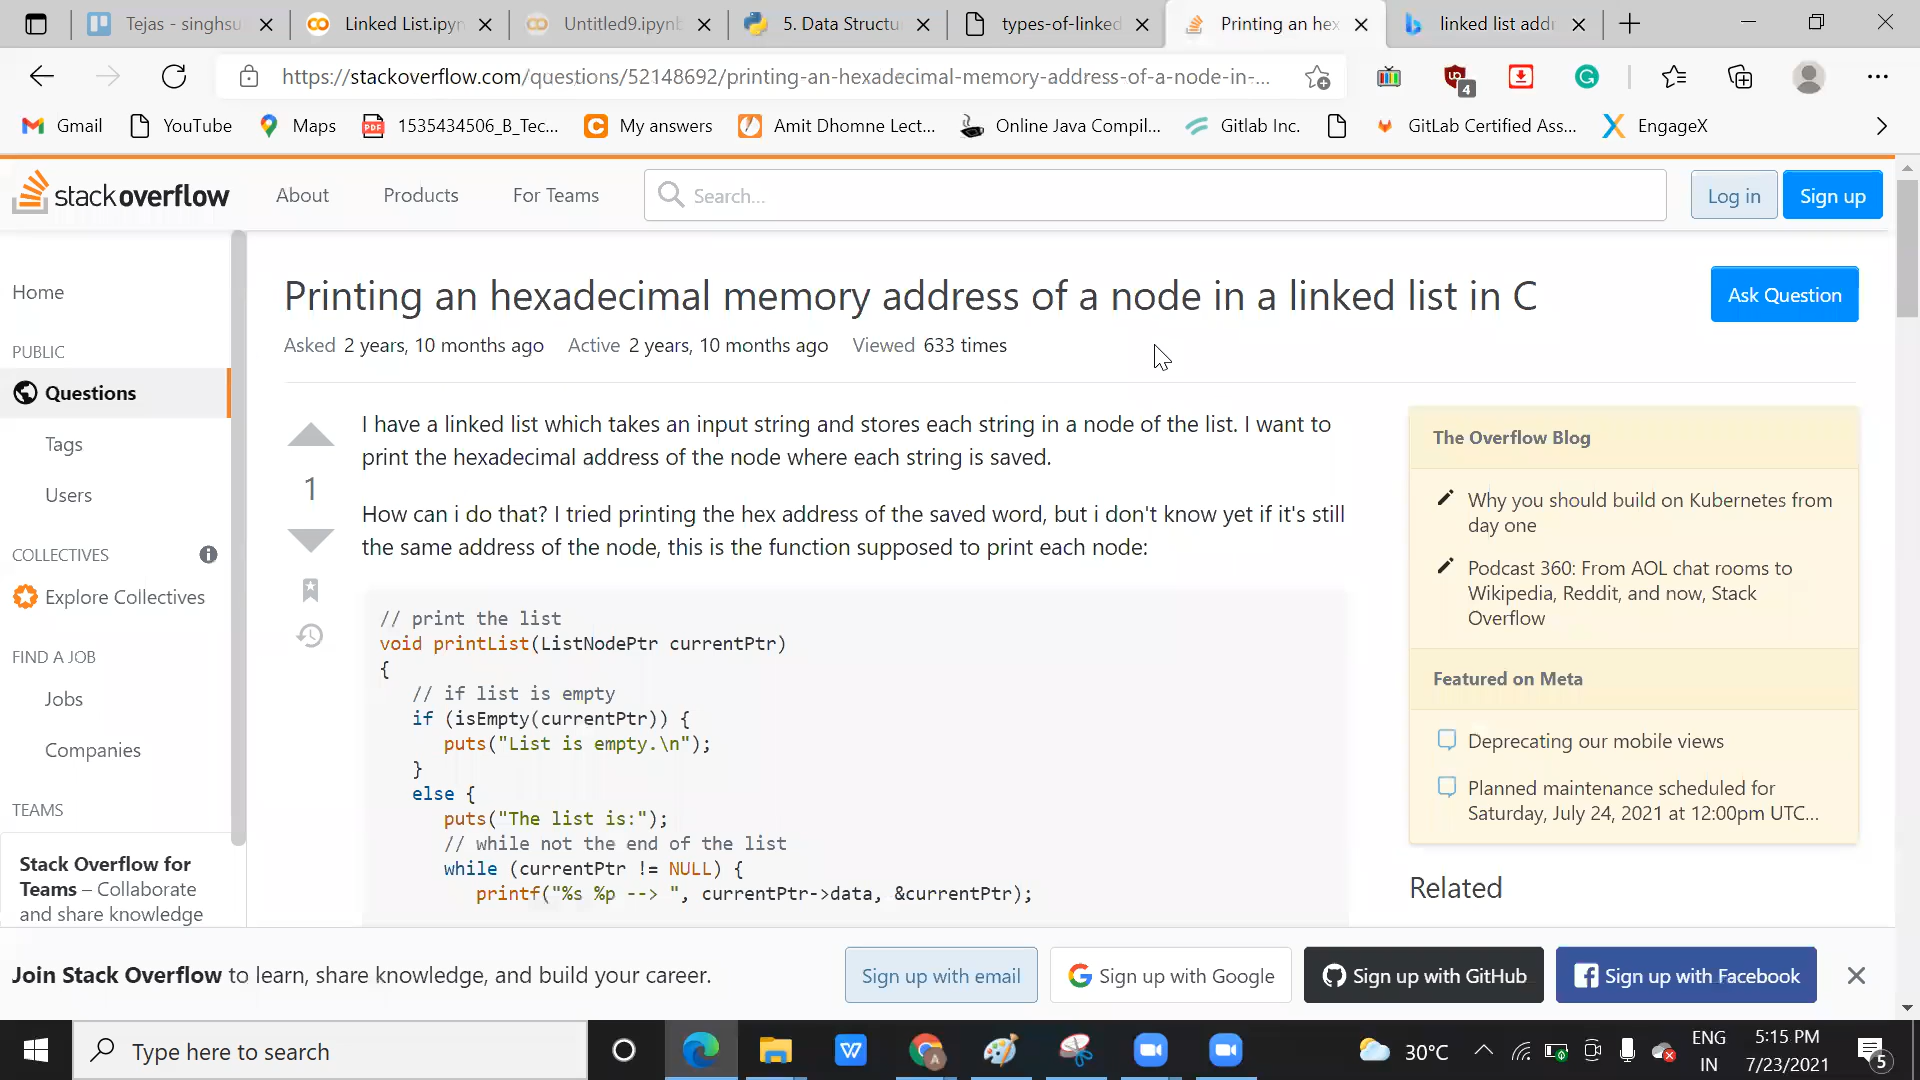 Tejas - singhsu
Linked List.ipyn
Untitled9.ipynb
5. Data Structu
types-of-linked
Printing an hex
linked list addr
https://stackoverflow.com/questions/52148692/printing-an-hexadecimal-memory-address-of-a-node-in-...
4
Gmail
YouTube
Maps
PDF
1535434506_B_Tec...
My answers
Amit Dhomne Lect...
Online Java Compil...
Gitlab Inc.
GitLab Certified Ass...
EngageX
stackoverflow
About
Products
For Teams
Search...
Log in
Sign up
Home
PUBLIC
Questions
Tags
Users
COLLECTIVES
Explore Collectives
FIND A JOB
Jobs
Companies
TEAMS
Stack Overflow for
Teams – Collaborate
and share knowledge
Printing an hexadecimal memory address of a node in a linked list in C
Ask Question
Asked 2 years, 10 months ago Active 2 years, 10 months ago Viewed 633 times
1
I have a linked list which takes an input string and stores each string in a node of the list. I want to
print the hexadecimal address of the node where each string is saved.
How can i do that? I tried printing the hex address of the saved word, but i don't know yet if it's still
the same address of the node, this is the function supposed to print each node:
// print the list
void printList(ListNodePtr currentPtr)
{
// if list is empty
if (isEmpty(currentPtr)) {
puts("List is empty.\n");
}
else {
puts("The list is:");
// while not the end of the list
while (currentPtr != NULL) {
printf("%s %p --> ", currentPtr->data, &currentPtr);
The Overflow Blog
Why you should build on Kubernetes from
day one
Podcast 360: From AOL chat rooms to
Wikipedia, Reddit, and now, Stack
Overflow
Featured on Meta
Deprecating our mobile views
Planned maintenance scheduled for
Saturday, July 24, 2021 at 12:00pm UTC...
Related
Join Stack Overflow to learn, share knowledge, and build your career.
Sign up with email
Sign up with Google
Sign up with GitHub
Sign up with Facebook
Type here to search
30°C
ENG
IN
5:15 PM
7/23/2021
5